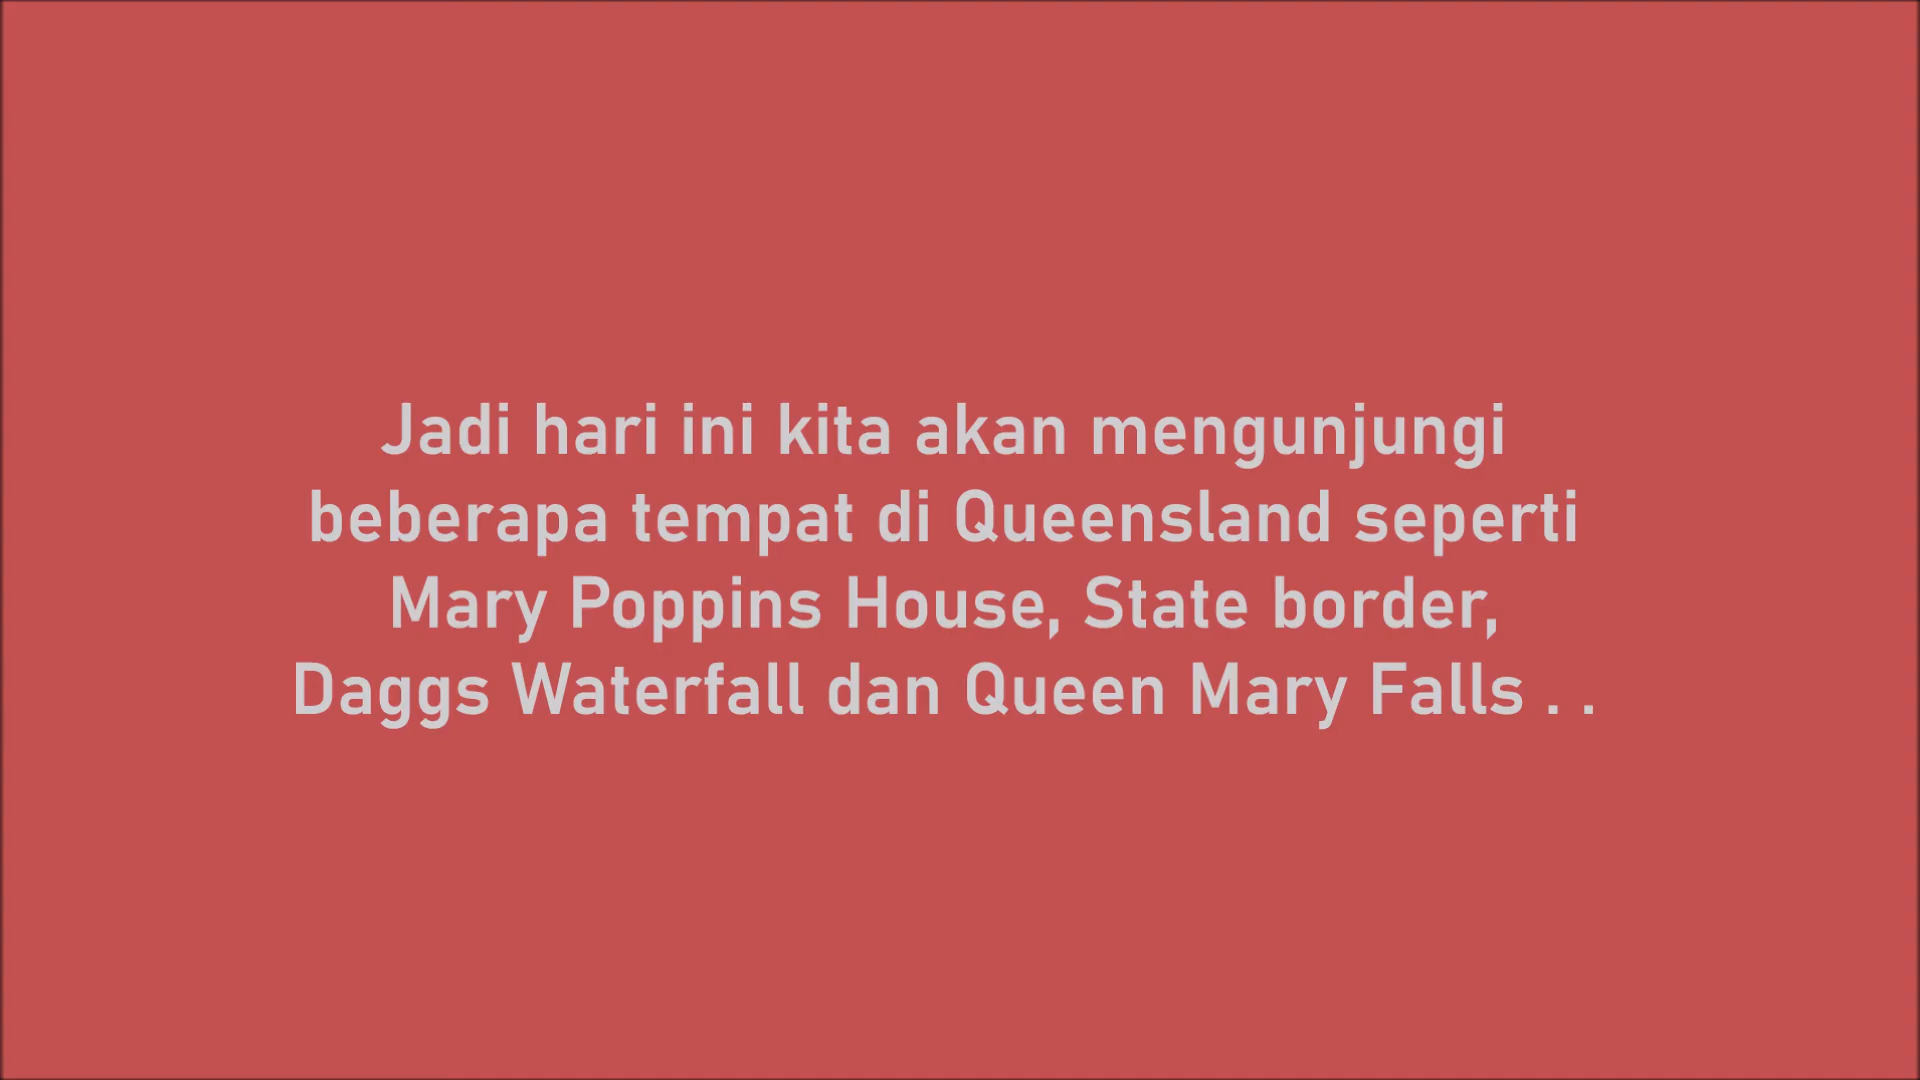 Jadi hari ini kita akan mengunjungi
beberapa tempat di Queensland seperti
Mary Poppins House, State border,
Daggs Waterfall dan Queen Mary Falls . .